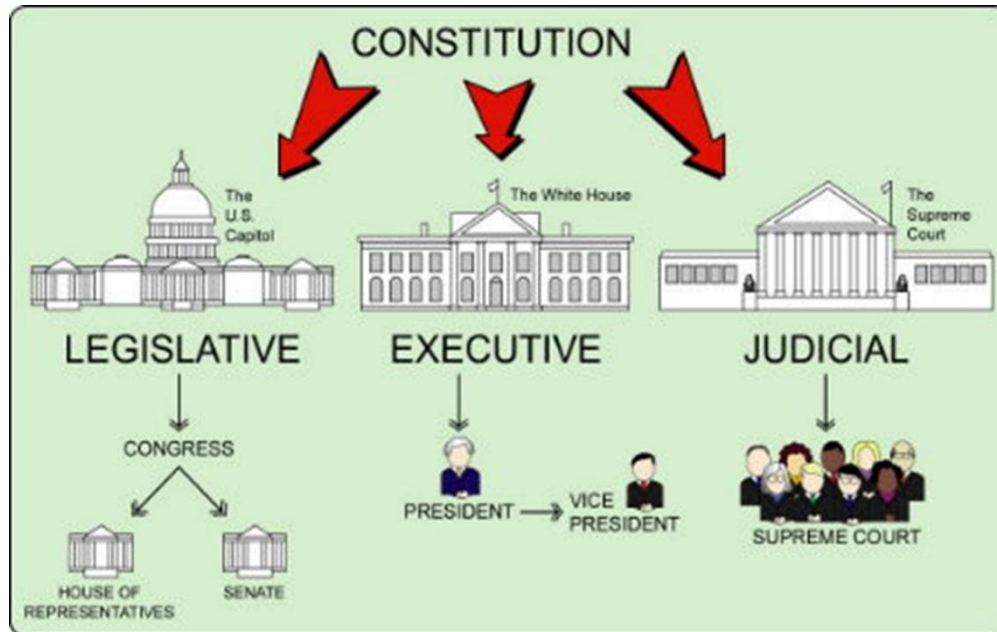 CONSTITUTION
The
U.S.
Capitol
The White House
The
Supreme
Court
LEGISLATIVE
EXECUTIVE
JUDICIAL
CONGRESS
HOUSE OF
REPRESENTATIVES
SENATE
PRESIDENT
VICE
PRESIDENT
SUPREME COURT